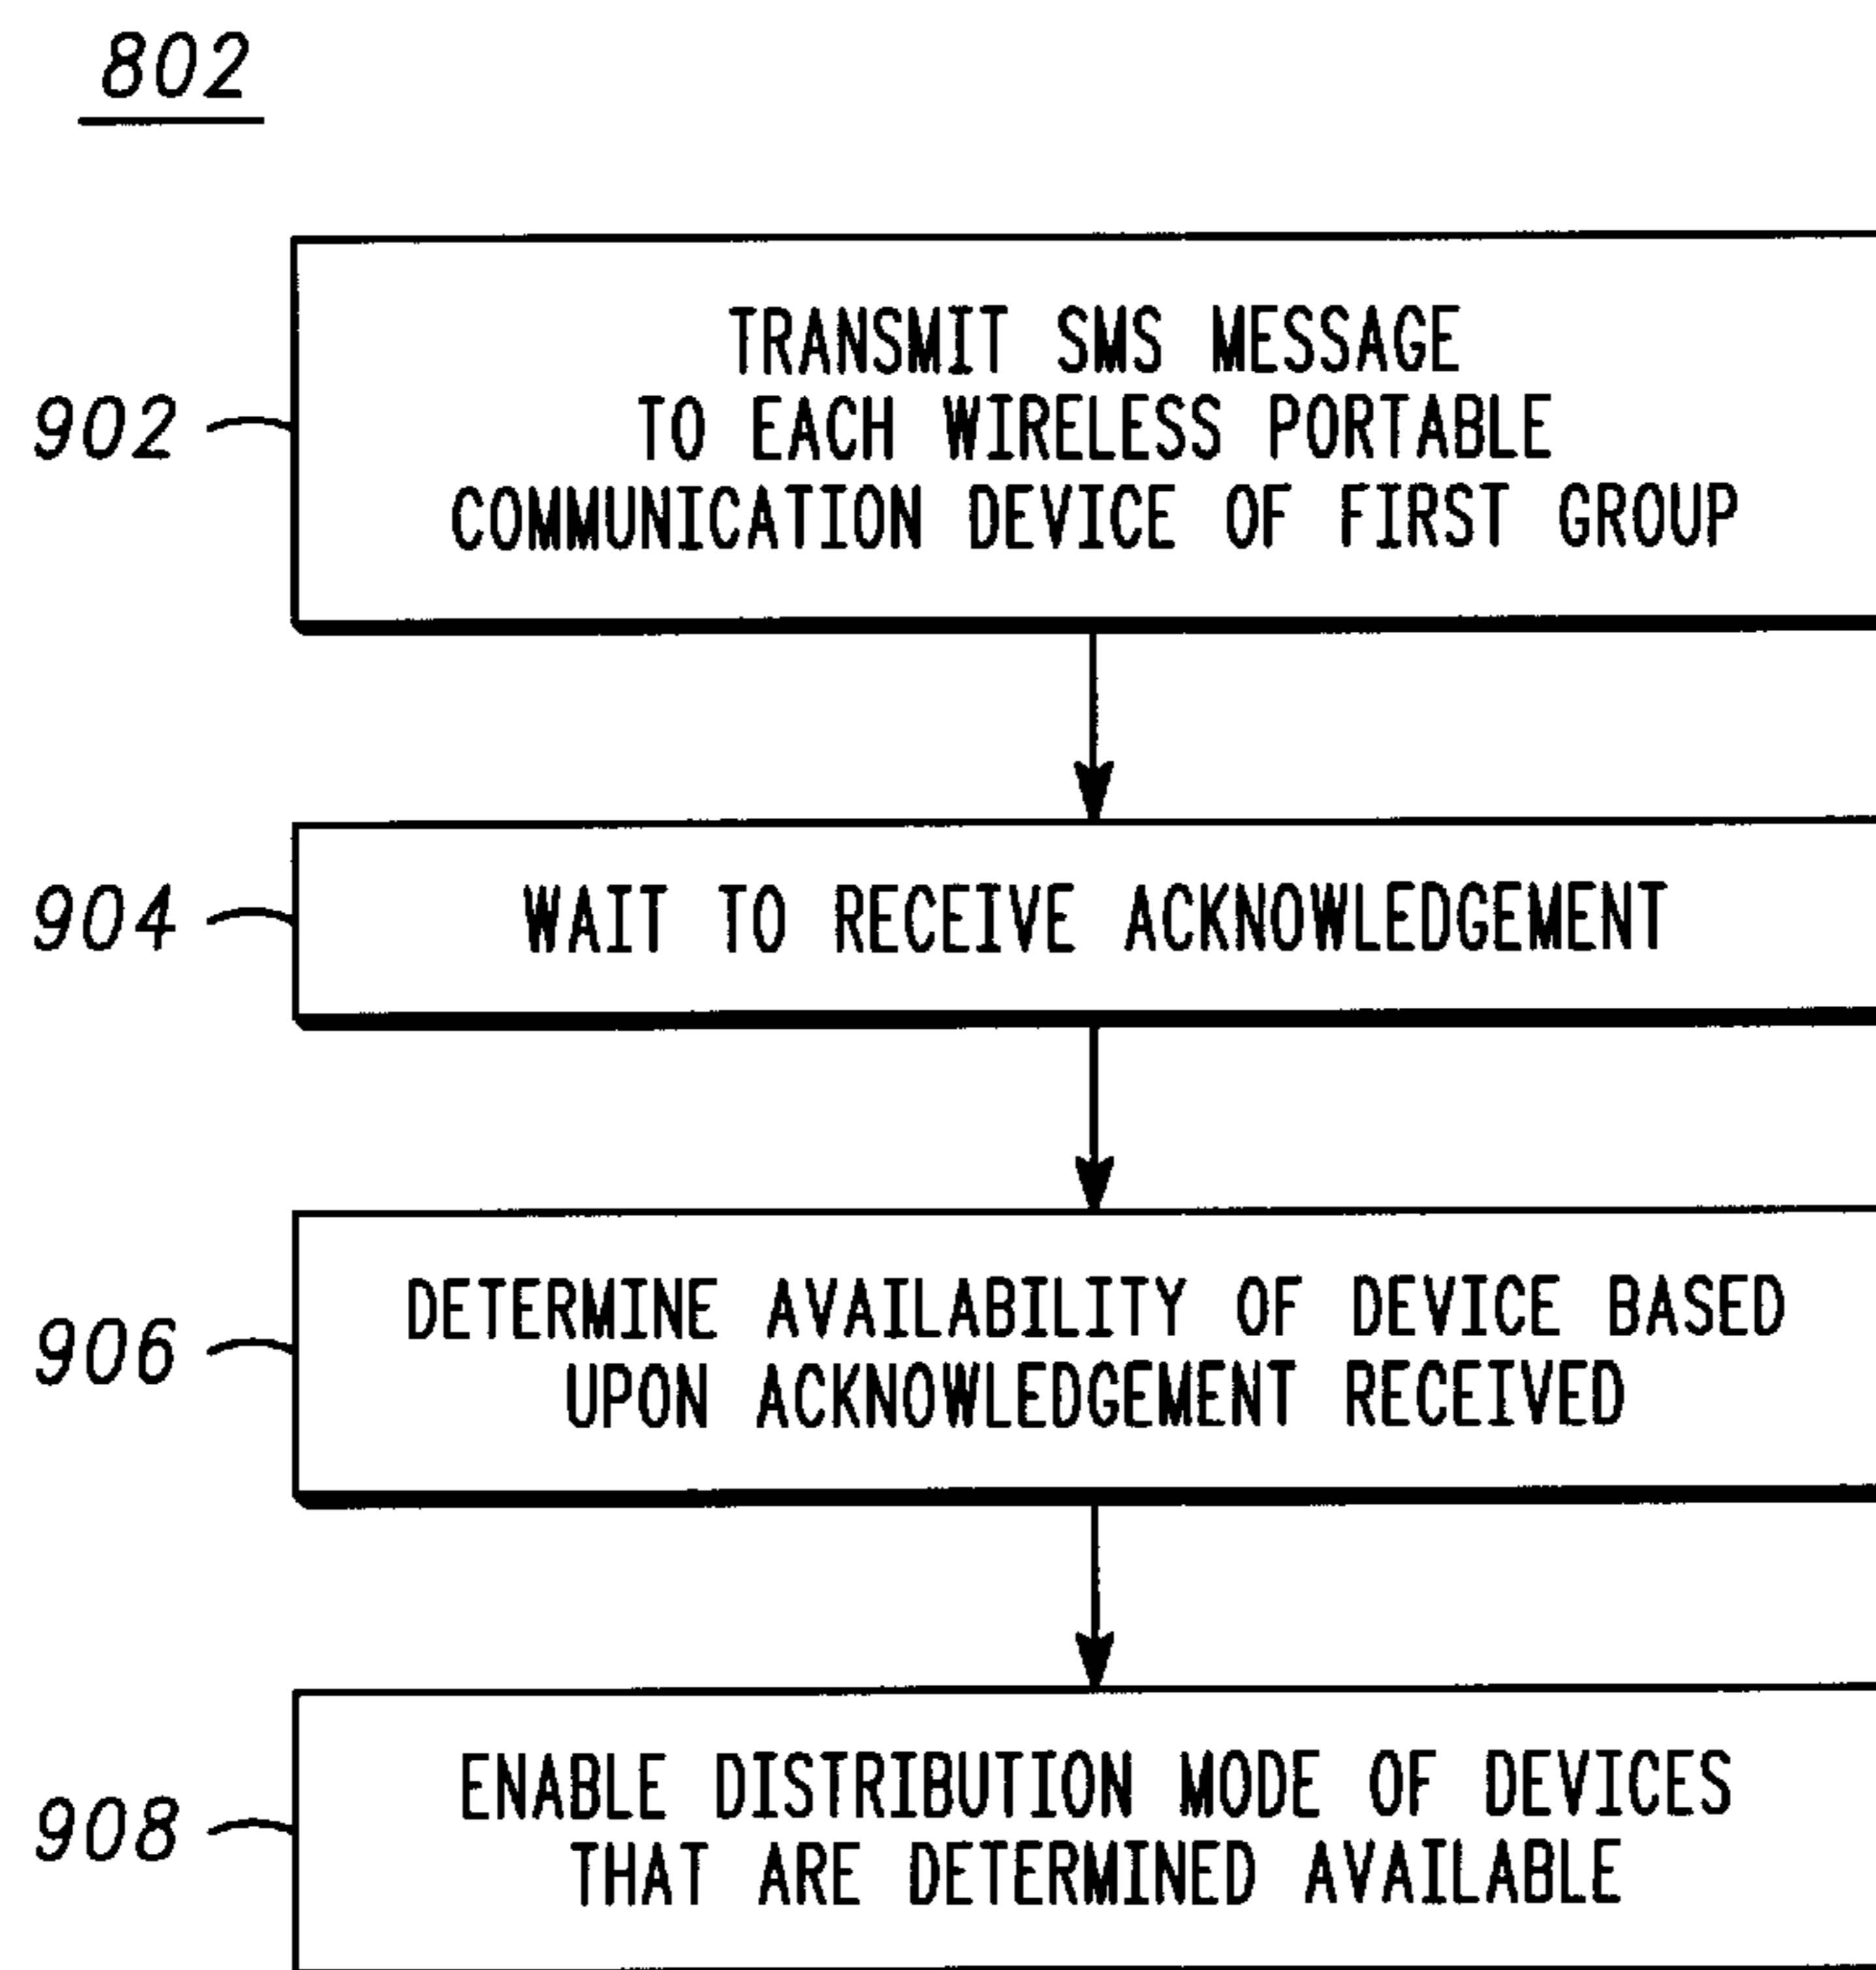 802
902
TRANSMIT SMS MESSAGE
TO EACH WIRELESS PORTABLE
COMMUNICATION DEVICE OF FIRST GROUP
904
WAIT TO RECEIVE ACKNOWLEDGEMENT
906
DETERMINE AVAILABILITY OF DEVICE BASED
UPON ACKNOWLEDGEMENT RECEIVED
908
ENABLE DISTRIBUTION MODE OF DEVICES
THAT ARE DETERMINED AVAILABLE